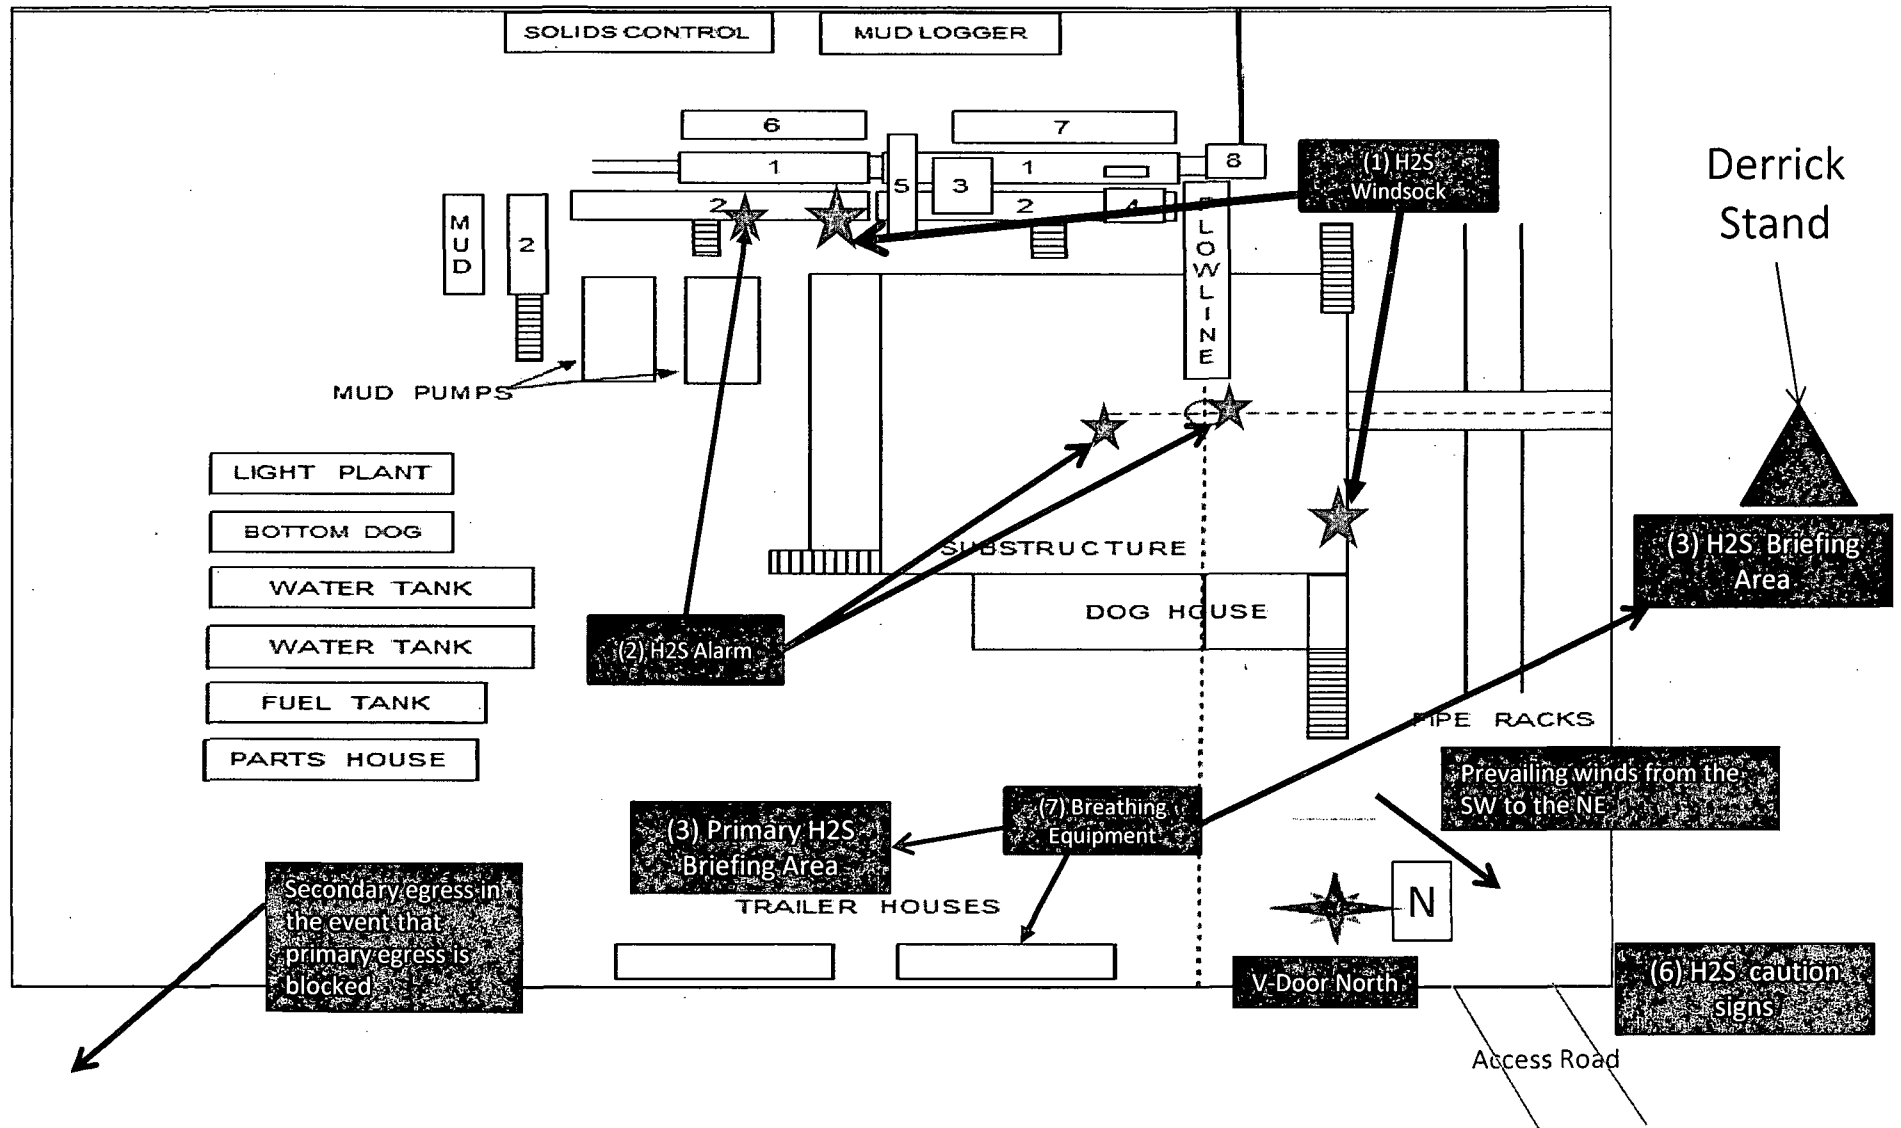 SOLIDS CONTROL
MUD LOGGER
6
7
1
1
8
5
3
2
2
4
(1) H2S
Windsock
Derrick
Stand
MUD
2
LOWLINE
MUD PUMPS
LIGHT PLANT
BOTTOM DOG
WATER TANK
WATER TANK
FUEL TANK
PARTS HOUSE
SUBSTRUCTURE
DOG HOUSE
(2) H2S Alarm
(3) H2S Briefing
Area
PIPE RACKS
Prevailing winds from the
SW to the NE
(7) Breathing
Equipment
(3) Primary H2S
Briefing Area
TRAILER HOUSES
Secondary egress in
the event that
primary egress is
blocked
N
V-Door North
(6) H2S caution
signs
Access Road